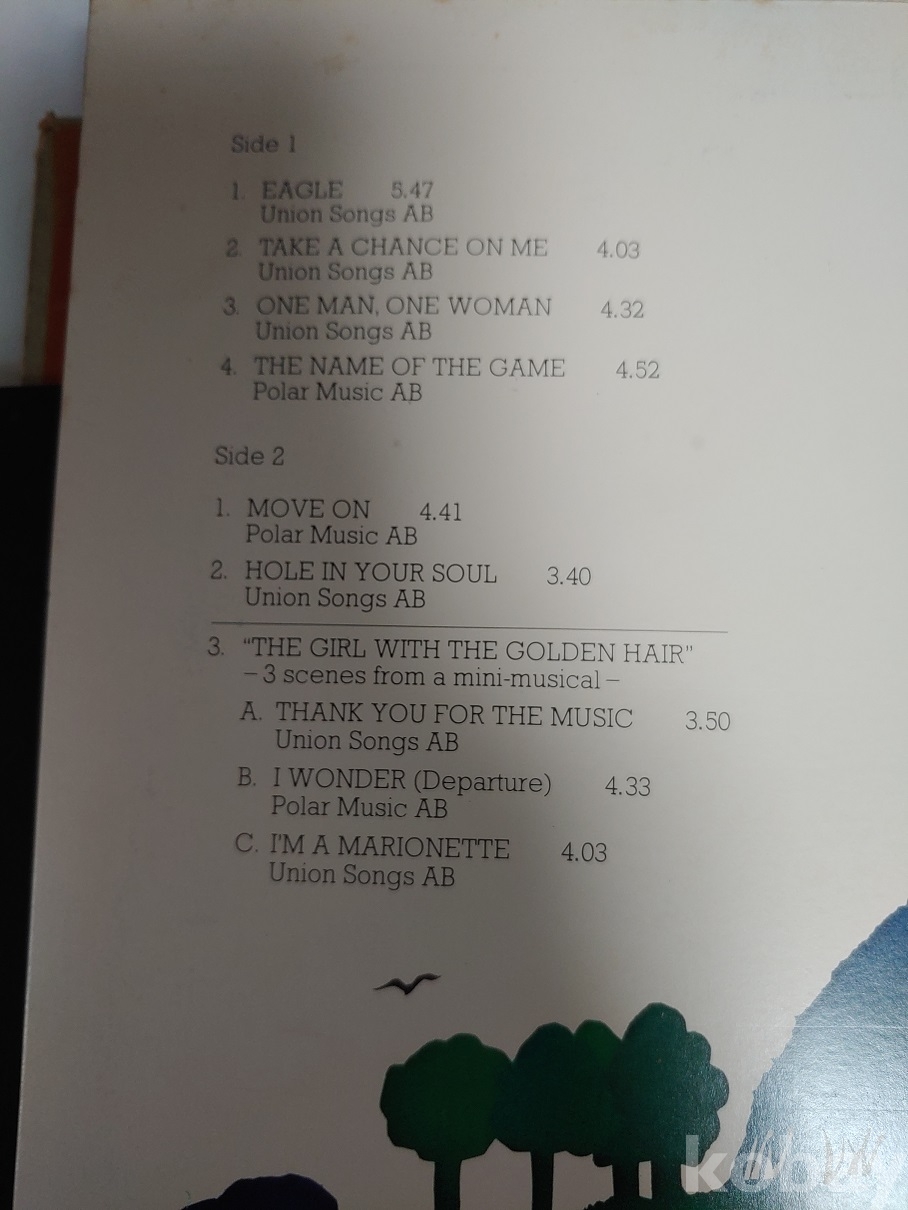 Side 1
1. EAGLE 5.47
Union Songs AB
2. TAKE A CHANCE ON ME 4.03
Union Songs AB
3. ONE MAN, ONE WOMAN 4.32
Union Songs AB
4. THE NAME OF THE GAME 4.52
Polar Music AB
Side 2
1. MOVE ON 4.41
Polar Music AB
2. HOLE IN YOUR SOUL 3.40
Union Songs AB
3. "THE GIRL WITH THE GOLDEN HAIR"
– 3 scenes from a mini-musical –
A. THANK YOU FOR THE MUSIC 3.50
Union Songs AB
B. I WONDER (Departure) 4.33
Polar Music AB
C. I'M A MARIONETTE 4.03
Union Songs AB